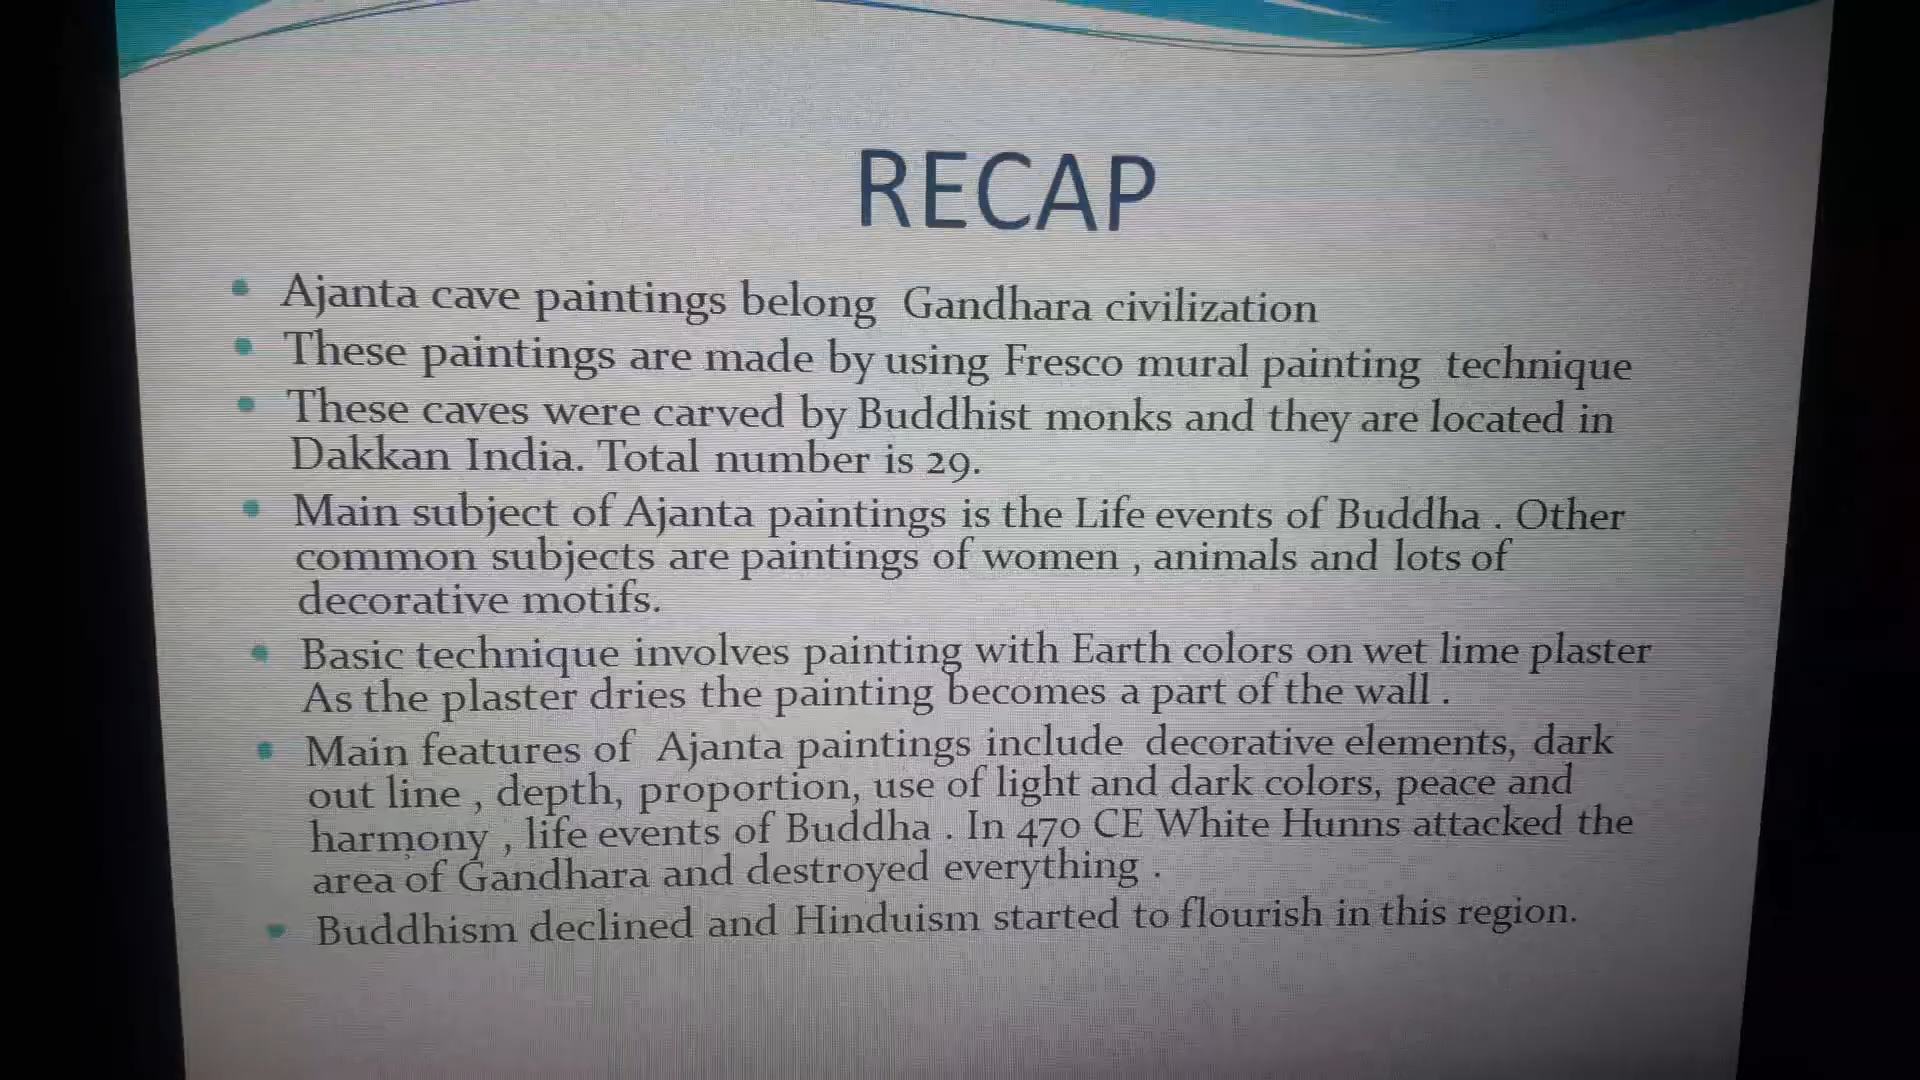 RECAP
Ajanta cave paintings belong Gandhara civilization
These paintings are made by using Fresco mural painting technique
These caves were carved by Buddhist monks and they are located in
Dakkan India. Total number is 29.
Main subject of Ajanta paintings is the Life events of Buddha . Other
common subjects are paintings of women , animals and lots of
decorative motifs.
Basic technique involves painting with Earth colors on wet lime plaster
As the plaster dries the painting becomes a part of the wall .
Main features of Ajanta paintings include decorative elements, dark
out line , depth, proportion, use of light and dark colors, peace and
harmony , life events of Buddha . In 470 CE White Hunns attacked the
area of Gandhara and destroyed everything .
Buddhism declined and Hinduism started to flourish in this region.